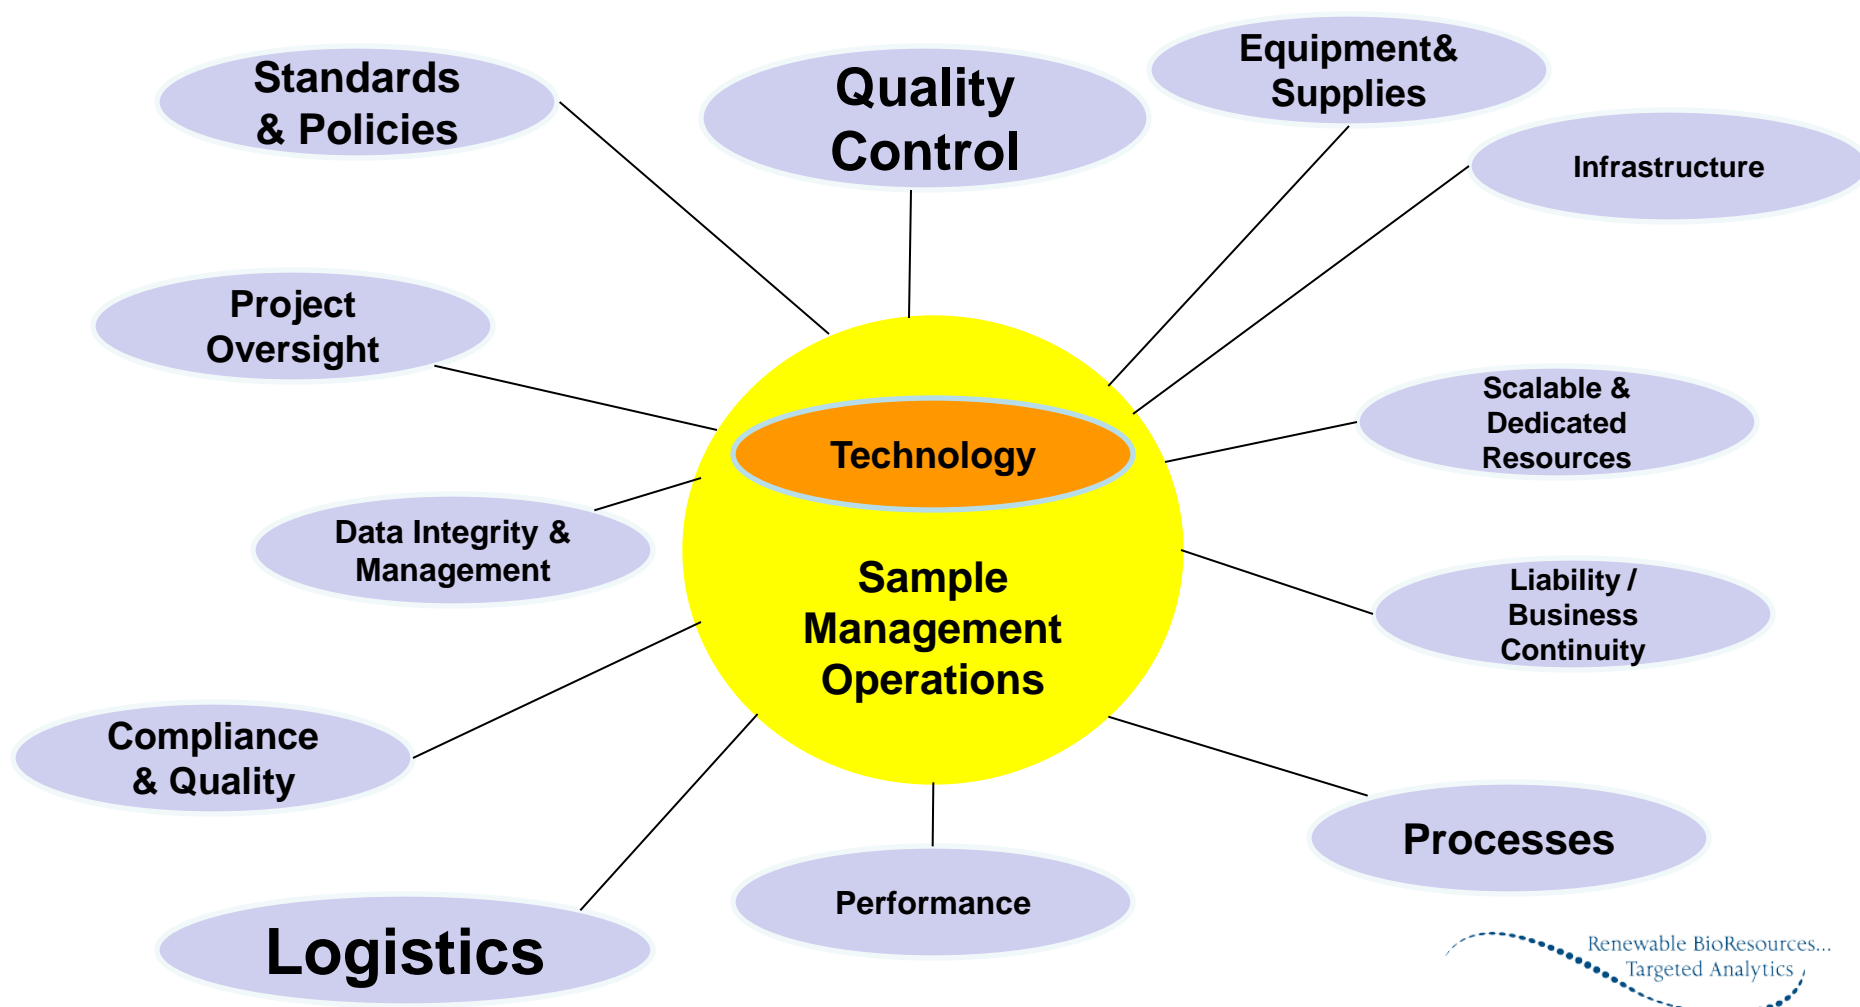 Standards
& Policies
Quality
Control
Equipment&
Supplies
Infrastructure
Project
Oversight
Technology
Scalable &
Dedicated
Resources
Data Integrity &
Management
Sample
Management
Operations
Liability /
Business
Continuity
Compliance
& Quality
Processes
Performance
Logistics
Renewable BioResources...
Targeted Analytics